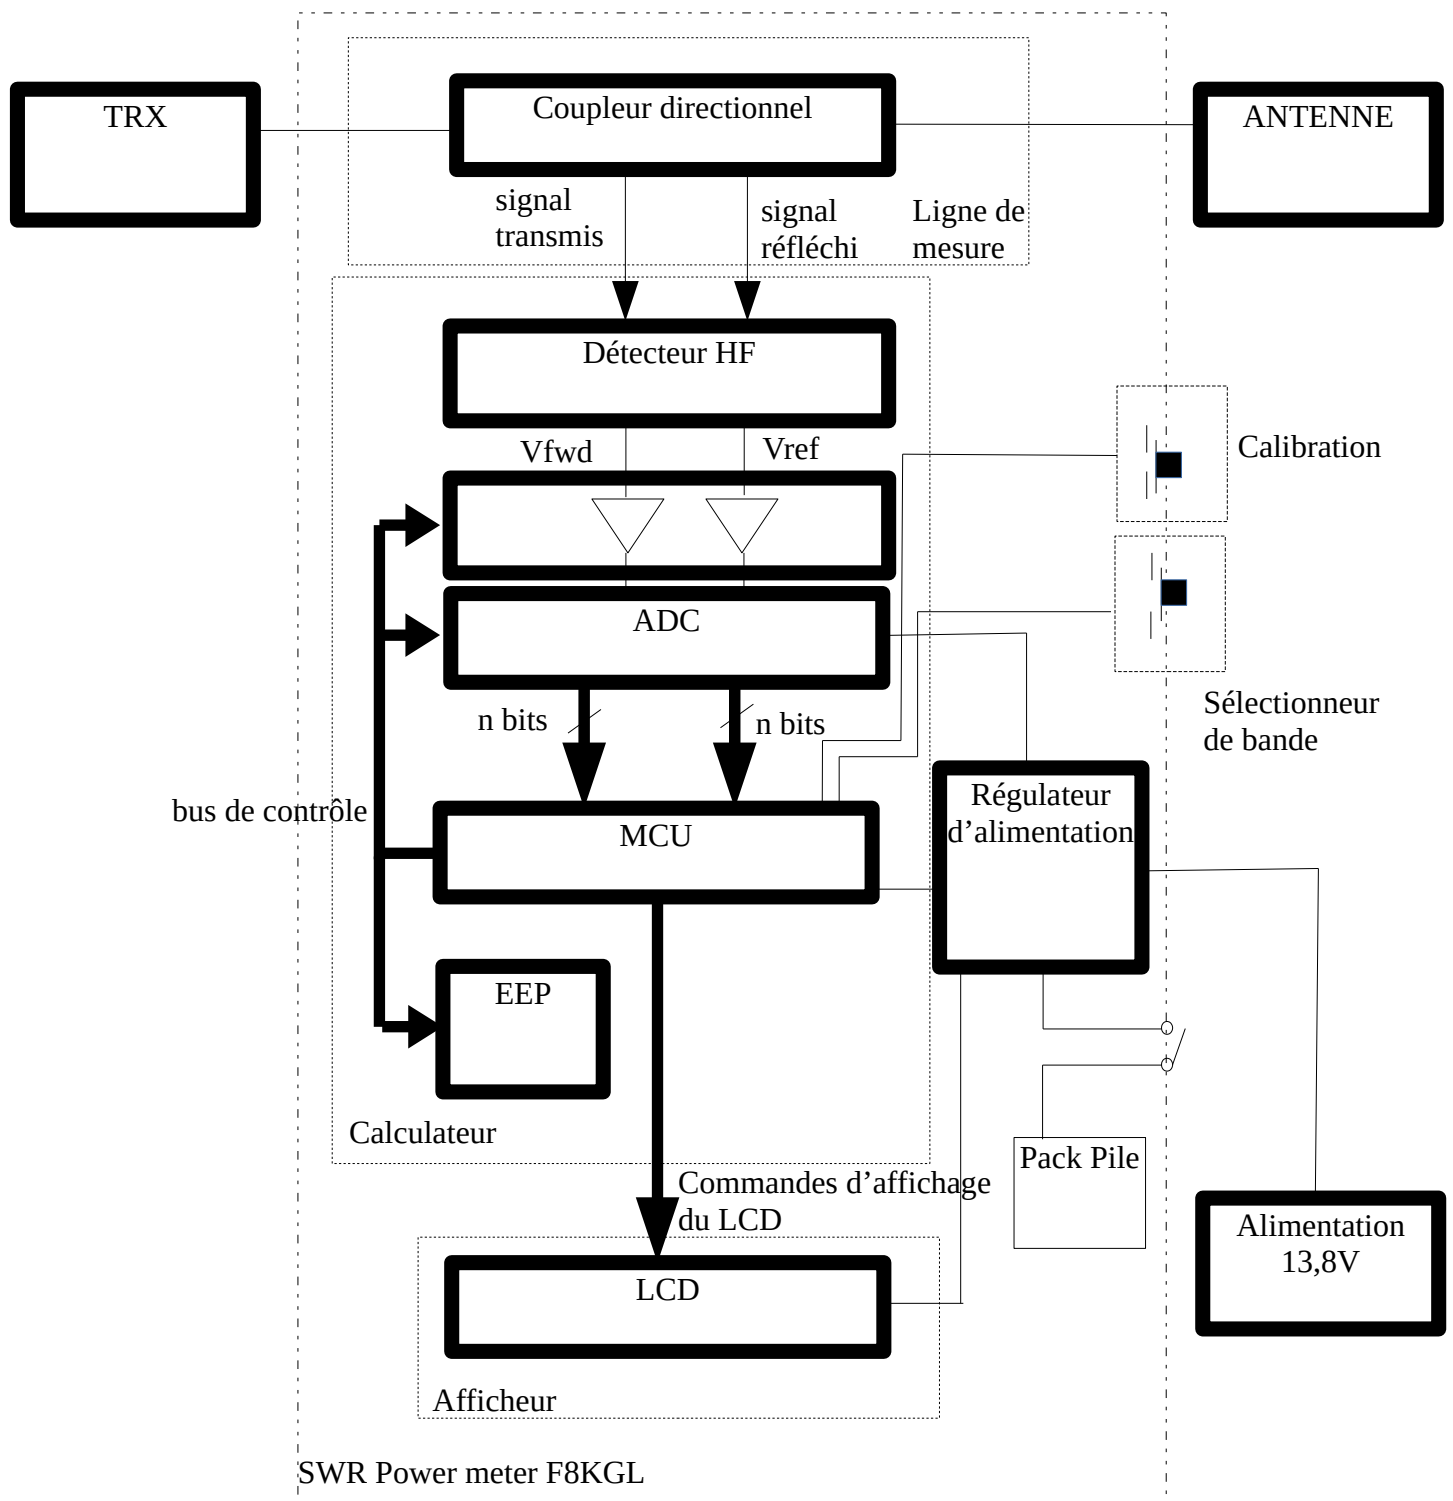 TRX
Coupleur directionnel
ANTENNE
signal
transmis
signal
réfléchi
Ligne de
mesure
Détecteur HF
Vfwd
Vref
Calibration
ADC
Sélectionneur
de bande
n bits
n bits
bus de contrôle
MCU
Régulateur
d’alimentation
EEP
Calculateur
Pack Pile
Commandes d’affichage
du LCD
Alimentation
13,8V
LCD
Afficheur
SWR Power meter F8KGL